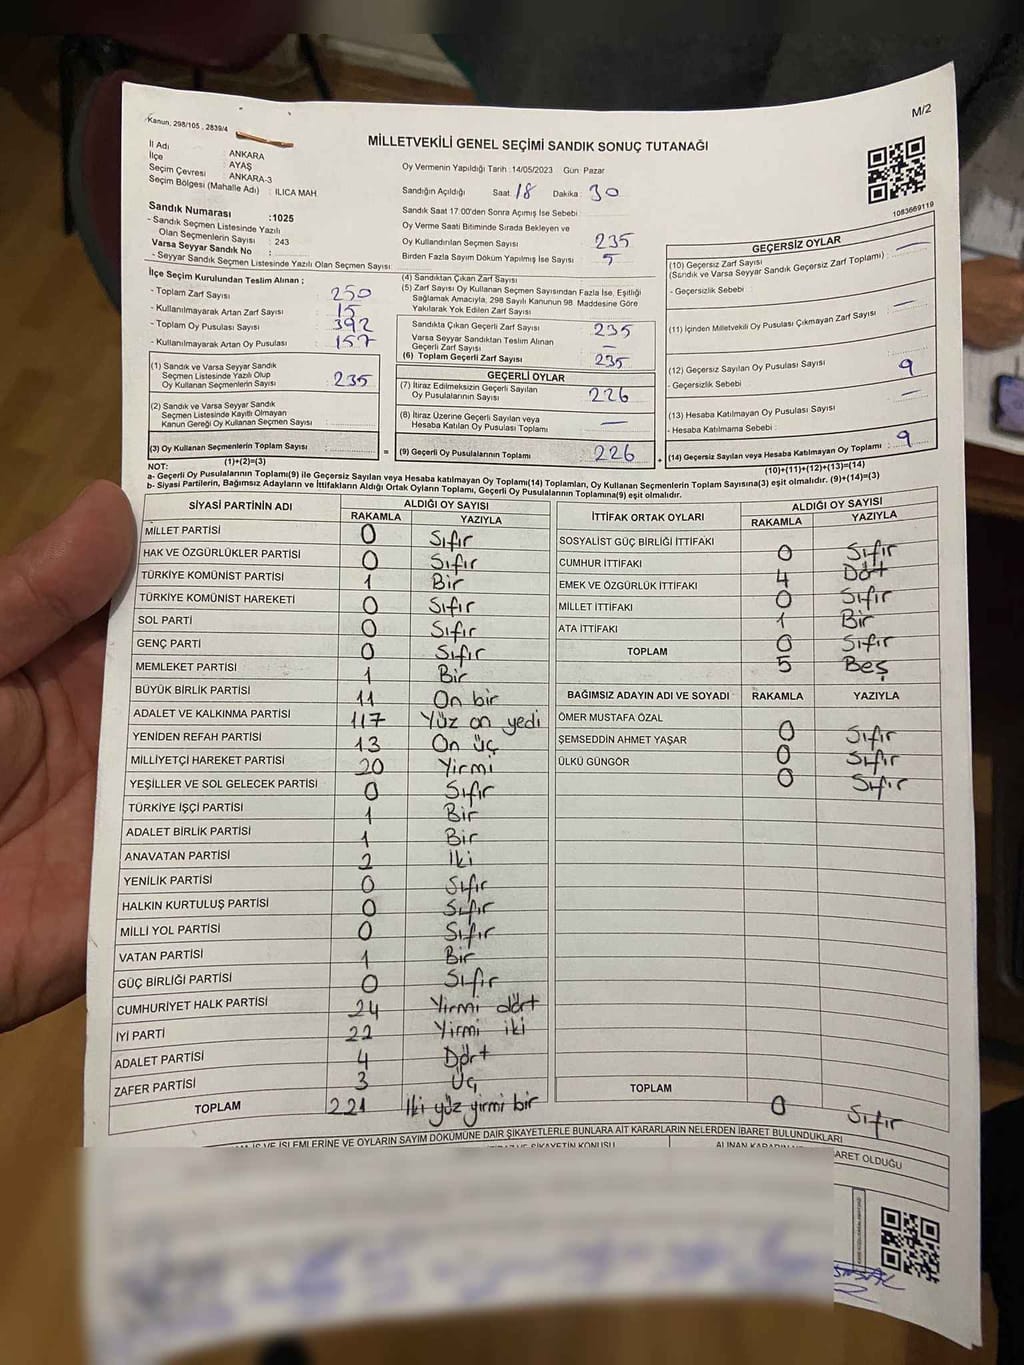 M/2
Kanun: 298/105 , 2839/4
MİLLETVEKİLİ GENEL SEÇİMİ SANDIK SONUÇ TUTANAĞI
İl Adı : ANKARA
İlçe : AYAŞ
Seçim Çevresi : ANKARA-3
Seçim Bölgesi (Mahalle Adı) : ILICA MAH.
Sandık Numarası :1025
- Sandık Seçmen Listesinde Yazılı
Olan Seçmenlerin Sayısı : 243
Varsa Seyyar Sandık No :
- Seyyar Sandık Seçmen Listesinde Yazılı Olan Seçmen Sayısı:
Oy Vermenin Yapıldığı Tarih :14/05/2023 Gün Pazar
Sandığın Açıldığı Saat 18 Dakika : 30
Sandık Saat 17:00'den Sonra Açımış İse Sebebi
Oy Verme Saati Bitiminde Sırada Bekleyen ve
Oy Kullandırılan Seçmen Sayısı 235
Birden Fazla Sayım Döküm Yapılmış İse Sayısı
1083669119
İlçe Seçim Kurulundan Teslim Alınan ;
- Toplam Zarf Sayısı : 250
- Kullanılmayarak Artan Zarf Sayısı : 15
- Toplam Oy Pusulası Sayısı : 392
- Kullanılmayarak Artan Oy Pusulası : 157
(1) Sandık ve Varsa Seyyar Sandık
Seçmen Listesinde Yazılı Olup
Oy Kullanan Seçmenlerin Sayısı : 235
(2) Sandık ve Varsa Seyyar Sandık
Seçmen Listesinde Kayıtlı Olmayan
Kanun Gereği Oy Kullanan Seçmen Sayısı :
(3) Oy Kullanan Seçmenlerin Toplam Sayısı :
(1)+(2)=(3)
(4) Sandıktan Çıkan Zarf Sayısı
(5) Zarf Sayısı Oy Kullanan Seçmen Sayısından Fazla İse, Eşitliği
Sağlamak Amacıyla, 298 Sayılı Kanunun 98. Maddesine Göre
Yakılarak Yok Edilen Zarf Sayısı
Sandıkta Çıkan Geçerli Zarf Sayısı : 235
Varsa Seyyar Sandıktan Teslim Alınan
Geçerli Zarf Sayısı : —
(6) Toplam Geçerli Zarf Sayısı : 235
GEÇERLİ OYLAR
(7) İtiraz Edilmeksizin Geçerli Sayılan
Oy Pusulalarının Sayısı : 226
(8) İtiraz Üzerine Geçerli Sayılan veya
Hesaba Katılan Oy Pusulası Toplamı : —
= (9) Geçerli Oy Pusulalarının Toplamı : 226
GEÇERSİZ OYLAR
(10) Geçersiz Zarf Sayısı
(Sandık ve Varsa Seyyar Sandık Geçersiz Zarf Toplamı) : —
- Geçersizlik Sebebi :
(11) İçinden Milletvekili Oy Pusulası Çıkmayan Zarf Sayısı : —
(12) Geçersiz Sayılan Oy Pusulası Sayısı : 9
- Geçersizlik Sebebi :
(13) Hesaba Katılmayan Oy Pusulası Sayısı : —
- Hesaba Katılmama Sebebi :
+ (14) Geçersiz Sayılan veya Hesaba Katılmayan Oy Toplamı : 9
(10)+(11)+(12)+(13)=(14)
NOT:
a- Geçerli Oy Pusulalarının Toplamı(9) ile Geçersiz Sayılan veya Hesaba katılmayan Oy Toplamı(14) Toplamları, Oy Kullanan Seçmenlerin Toplam Sayısına(3) eşit olmalıdır. (9)+(14)=(3)
b- Siyasi Partilerin, Bağımsız Adayların ve İttifakların Aldığı Ortak Oyların Toplamı, Geçerli Oy Pusulalarının Toplamına(9) eşit olmalıdır.
SİYASİ PARTİNİN ADI ALDIĞI OY SAYISI
RAKAMLA YAZIYLA
MİLLET PARTİSİ 0 Sıfır
HAK VE ÖZGÜRLÜKLER PARTİSİ 0 Sıfır
TÜRKİYE KOMÜNİST PARTİSİ 1 Bir
TÜRKİYE KOMÜNİST HAREKETİ 0 Sıfır
SOL PARTİ 0 Sıfır
GENÇ PARTİ 0 Sıfır
MEMLEKET PARTİSİ 1 Bir
BÜYÜK BİRLİK PARTİSİ 11 On bir
ADALET VE KALKINMA PARTİSİ 117 Yüz on yedi
YENİDEN REFAH PARTİSİ 13 On üç
MİLLİYETÇİ HAREKET PARTİSİ 20 Yirmi
YEŞİLLER VE SOL GELECEK PARTİSİ 0 Sıfır
TÜRKİYE İŞÇİ PARTİSİ 1 Bir
ADALET BİRLİK PARTİSİ 1 Bir
ANAVATAN PARTİSİ 2 İki
YENİLİK PARTİSİ 0 Sıfır
HALKIN KURTULUŞ PARTİSİ 0 Sıfır
MİLLİ YOL PARTİSİ 0 Sıfır
VATAN PARTİSİ 1 Bir
GÜÇ BİRLİĞİ PARTİSİ 0 Sıfır
CUMHURİYET HALK PARTİSİ 24 Yirmi dört
İYİ PARTİ 22 Yirmi iki
ADALET PARTİSİ 4 Dört
ZAFER PARTİSİ 3 Üç
TOPLAM 221 İki yüz yirmi bir
İTTİFAK ORTAK OYLARI ALDIĞI OY SAYISI
RAKAMLA YAZIYLA
SOSYALİST GÜÇ BİRLİĞİ İTTİFAKI 0 Sıfır
CUMHUR İTTİFAKI 4 Dört
EMEK VE ÖZGÜRLÜK İTTİFAKI 0 Sıfır
MİLLET İTTİFAKI 1 Bir
ATA İTTİFAKI 0 Sıfır
TOPLAM 5 Beş
BAĞIMSIZ ADAYIN ADI VE SOYADI RAKAMLA YAZIYLA
ÖMER MUSTAFA ÖZAL 0 Sıfır
ŞEMSEDDİN AHMET YAŞAR 0 Sıfır
ÜLKÜ GÜNGÖR 0 Sıfır
TOPLAM 0 Sıfır
İŞLEMLERİNE VE OYLARIN SAYIM DÖKÜMÜNE DAİR ŞİKAYETLERLE BUNLARA AİT KARARLARIN NELERDEN İBARET BULUNDUKLARI